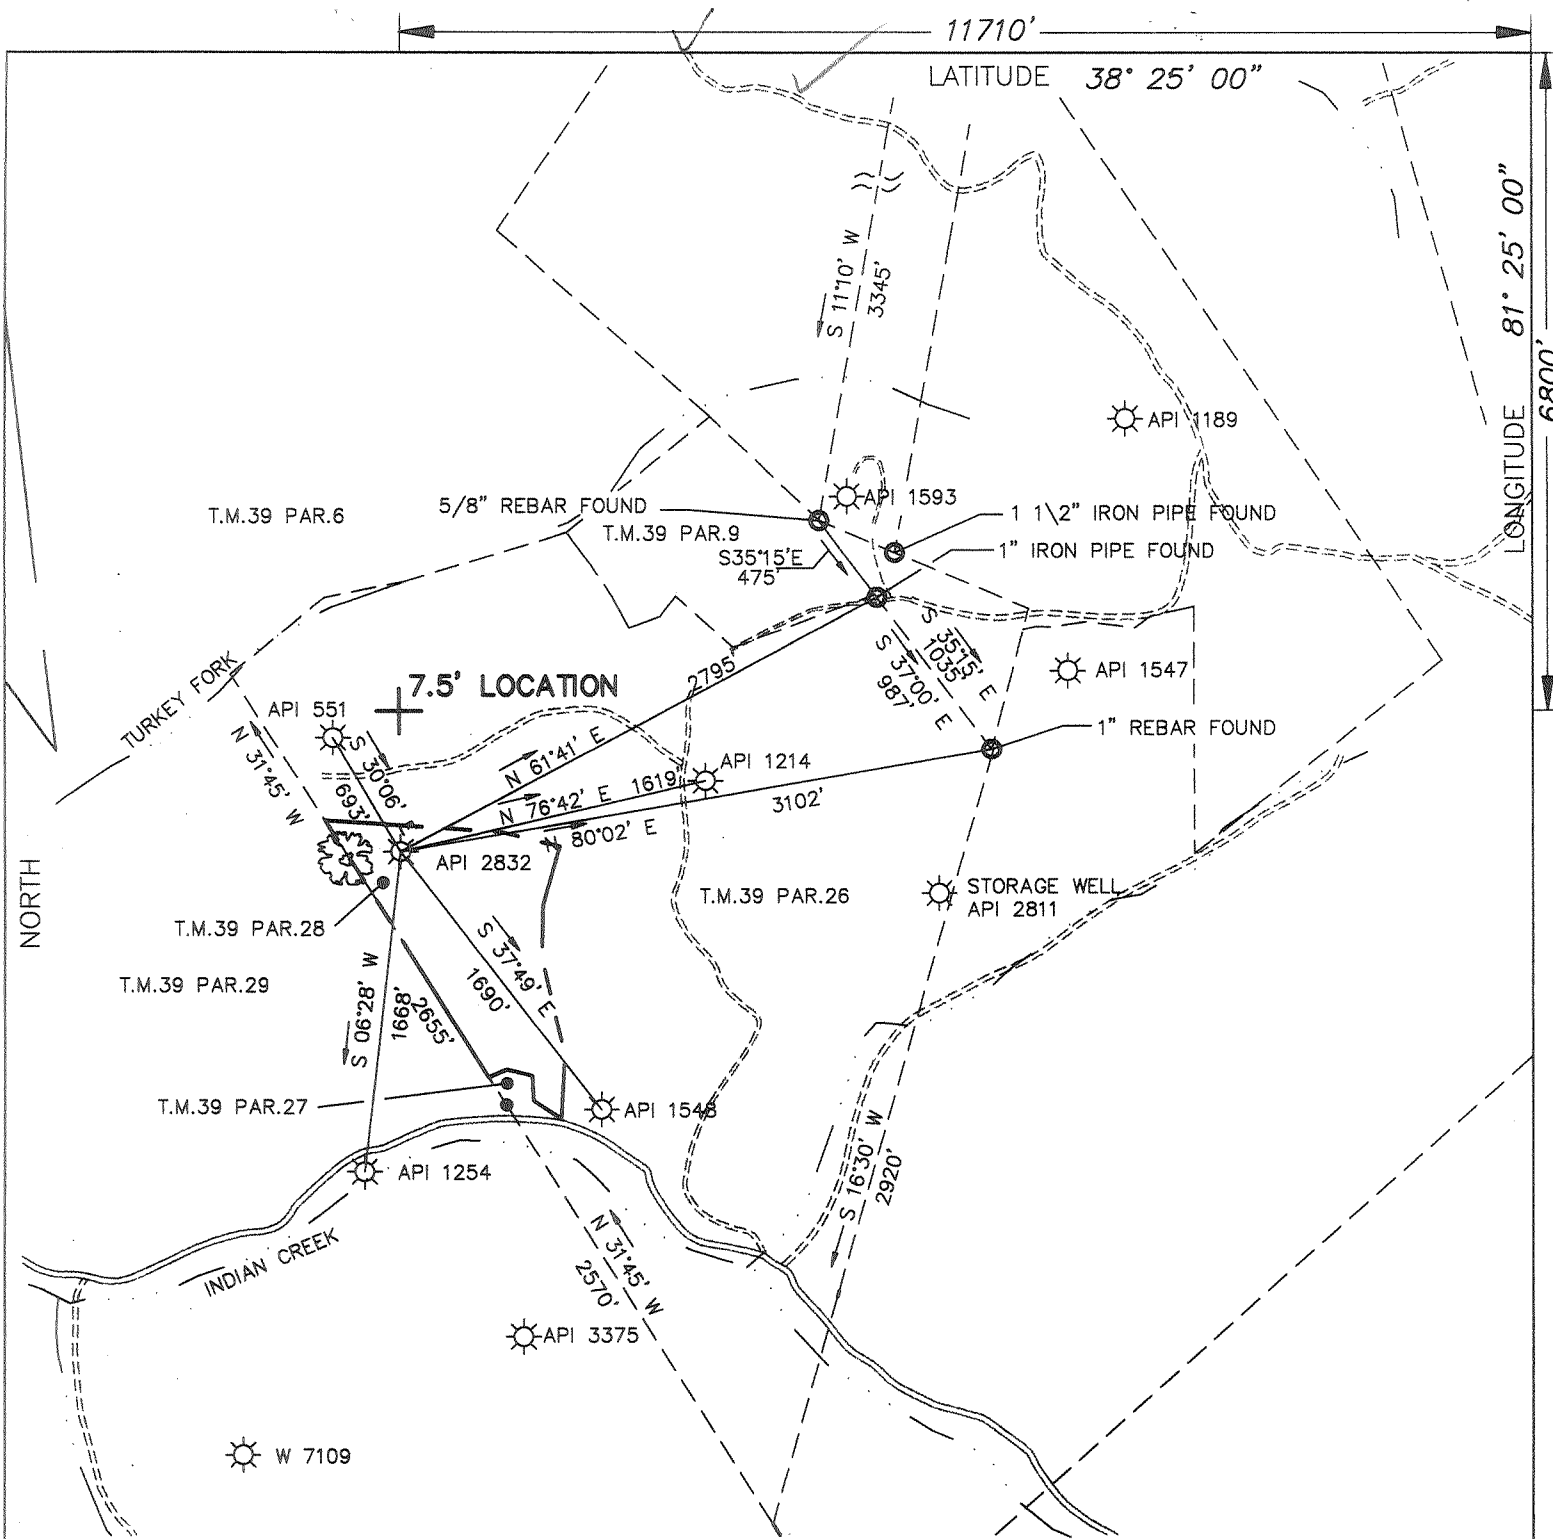 11710'
LATITUDE 38° 25' 00"
LONGITUDE 81° 25' 00"
6800'
S 11°10' W
3345'
API 1189
API 1593
5/8" REBAR FOUND
1 1\2" IRON PIPE FOUND
1" IRON PIPE FOUND
T.M.39 PAR.6
T.M.39 PAR.9
S35°15'E
475'
S 35°15' E
1035'
S 37°00' E
987'
2795'
API 1547
TURKEY FORK
7.5' LOCATION
API 551
N 31°45' W
S 30°06'
693'
N 61°41' E
1" REBAR FOUND
API 1214
N 76°42' E 1619'
3102'
80°02' E
API 2832
NORTH
T.M.39 PAR.26
STORAGE WELL
API 2811
T.M.39 PAR.28
T.M.39 PAR.29
S 37°49' E
1690'
S 06°28' W
1668'
2655'
T.M.39 PAR.27
API 1548
API 1254
S 16°30' W
2920'
INDIAN CREEK
N 31°45' W
2570'
API 3375
W 7109